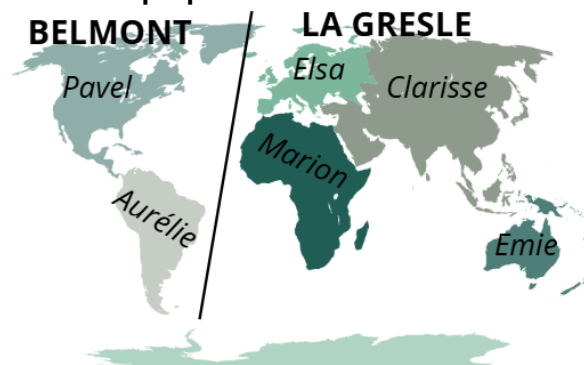 BELMONT
LA GRESLE
Pavel
Elsa
Clarisse
Marion
Aurélie
Emie